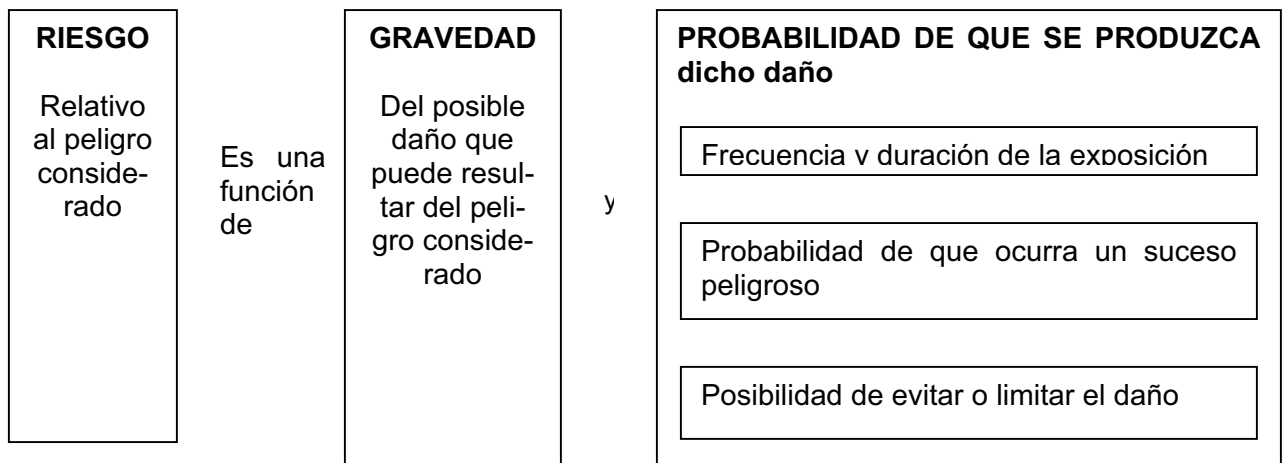 RIESGO
Relativo
al peligro
conside-
rado
Es una
función
de
GRAVEDAD
Del posible
daño que
puede resul-
tar del peli-
gro conside-
rado
y
PROBABILIDAD DE QUE SE PRODUZCA
dicho daño
Frecuencia y duración de la exposición
Probabilidad de que ocurra un suceso
peligroso
Posibilidad de evitar o limitar el daño